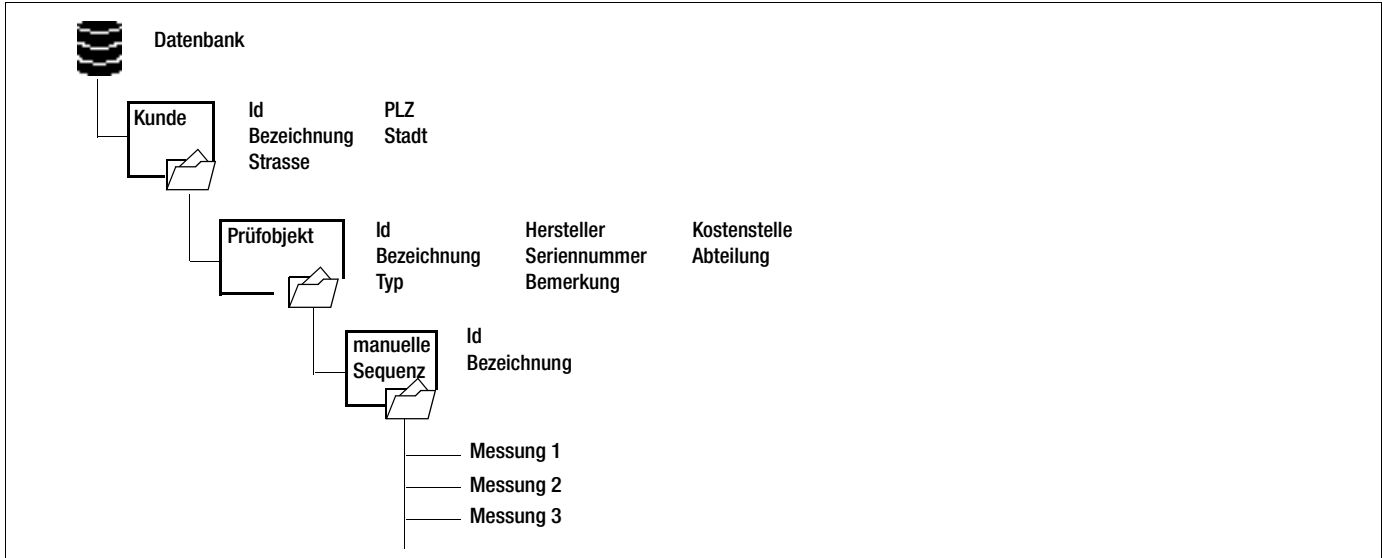 Datenbank
Kunde
Id PLZ
Bezeichnung Stadt
Strasse
Prüfobjekt
Id Hersteller Kostenstelle
Bezeichnung Seriennummer Abteilung
Typ Bemerkung
manuelle
Sequenz
Id
Bezeichnung
Messung 1
Messung 2
Messung 3